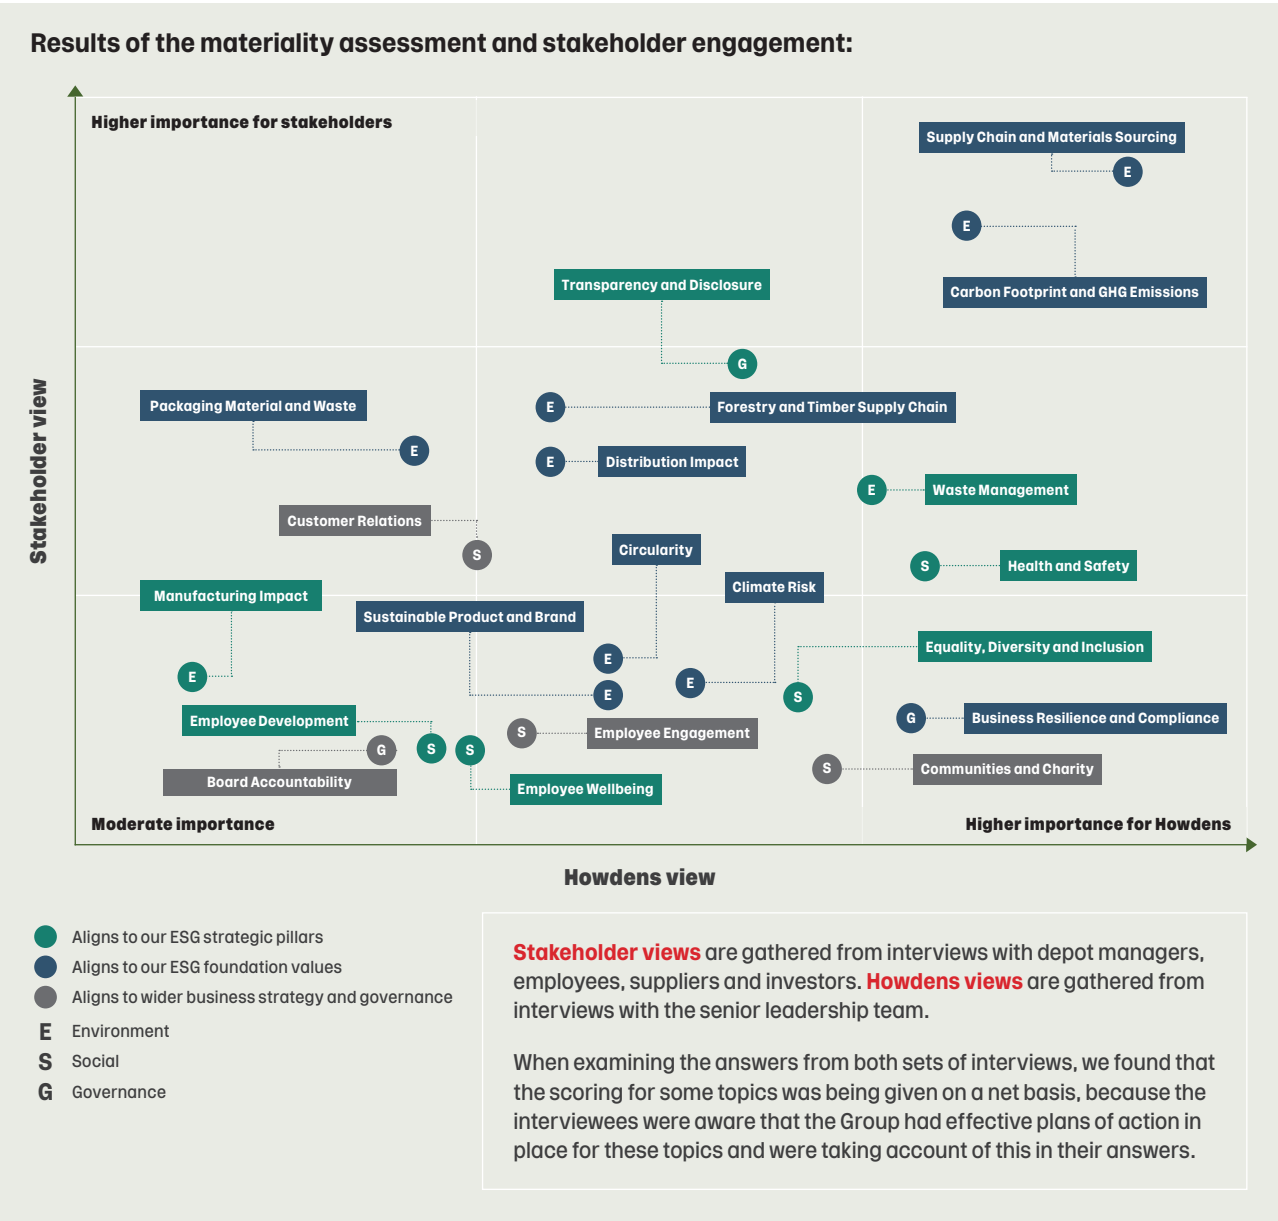 Results of the materiality assessment and stakeholder engagement:
Higher importance for stakeholders
Supply Chain and Materials Sourcing
E
E
Carbon Footprint and GHG Emissions
Transparency and Disclosure
G
Packaging Material and Waste
E
E
Forestry and Timber Supply Chain
E
Distribution Impact
E
Waste Management
Customer Relations
S
Circularity
S
Health and Safety
Climate Risk
Manufacturing Impact
Sustainable Product and Brand
E
E
E
E
Equality, Diversity and Inclusion
S
Employee Development
G
S
S
S
Employee Engagement
G
Business Resilience and Compliance
Board Accountability
Employee Wellbeing
S
Communities and Charity
Moderate importance
Higher importance for Howdens
Stakeholder view
Howdens view
Aligns to our ESG strategic pillars
Aligns to our ESG foundation values
Aligns to wider business strategy and governance
E Environment
S Social
G Governance
Stakeholder views are gathered from interviews with depot managers,
employees, suppliers and investors. Howdens views are gathered from
interviews with the senior leadership team.
When examining the answers from both sets of interviews, we found that
the scoring for some topics was being given on a net basis, because the
interviewees were aware that the Group had effective plans of action in
place for these topics and were taking account of this in their answers.